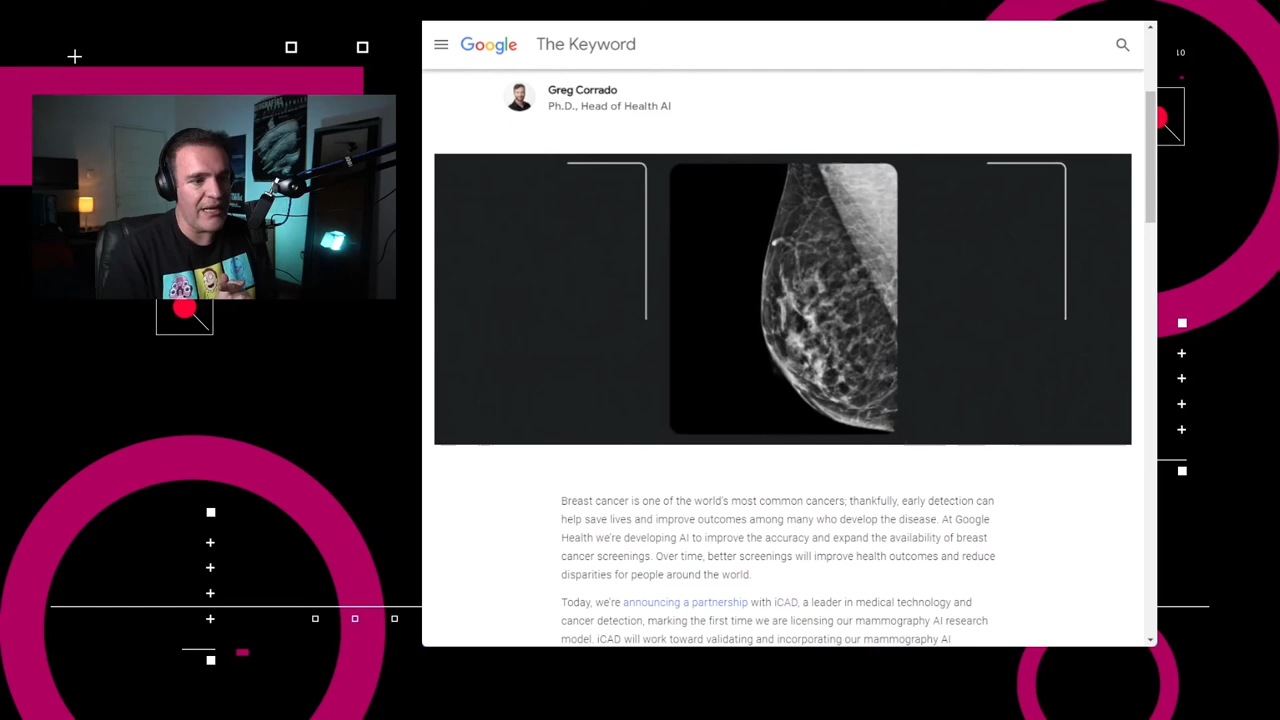 Google The Keyword
01
Greg Corrado
Ph.D., Head of Health AI
Breast cancer is one of the world's most common cancers; thankfully, early detection can
help save lives and improve outcomes among many who develop the disease. At Google
Health we're developing AI to improve the accuracy and expand the availability of breast
cancer screenings. Over time, better screenings will improve health outcomes and reduce
disparities for people around the world.
Today, we're announcing a partnership with iCAD, a leader in medical technology and
cancer detection, marking the first time we are licensing our mammography AI research
model. iCAD will work toward validating and incorporating our mammography AI